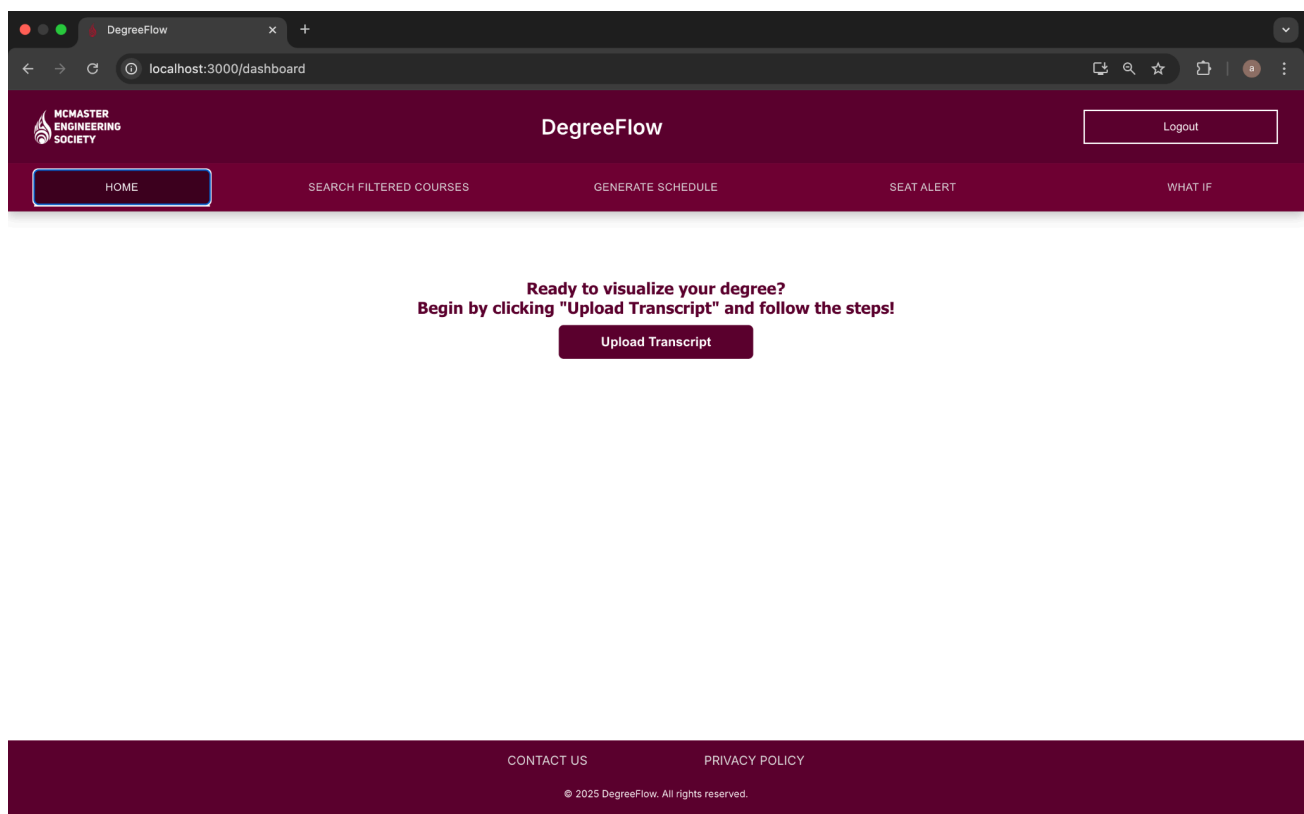 DegreeFlow
localhost:3000/dashboard
a
MCMASTER
ENGINEERING
SOCIETY
DegreeFlow
Logout
HOME
SEARCH FILTERED COURSES
GENERATE SCHEDULE
SEAT ALERT
WHAT IF
Ready to visualize your degree?
Begin by clicking "Upload Transcript" and follow the steps!
Upload Transcript
CONTACT US
PRIVACY POLICY
© 2025 DegreeFlow. All rights reserved.